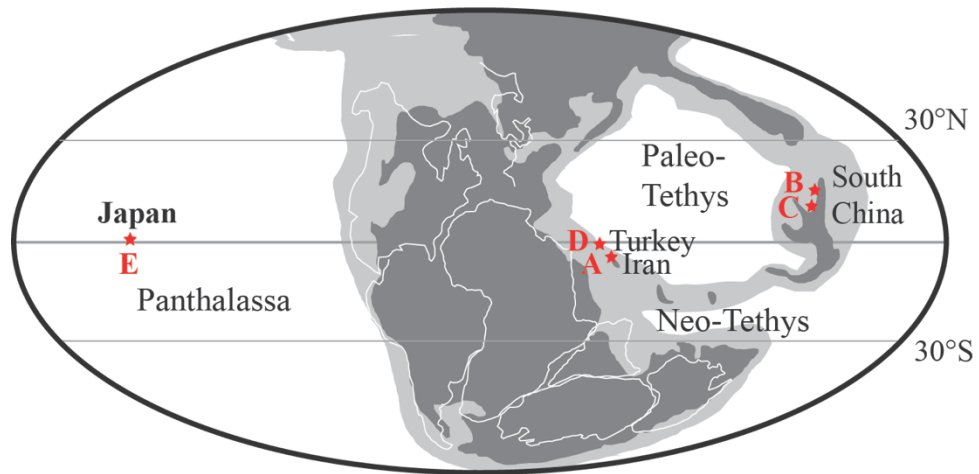 30°N
Paleo-
Tethys
B South
C China
Japan
E
D Turkey
A Iran
Panthalassa
Neo-Tethys
30°S